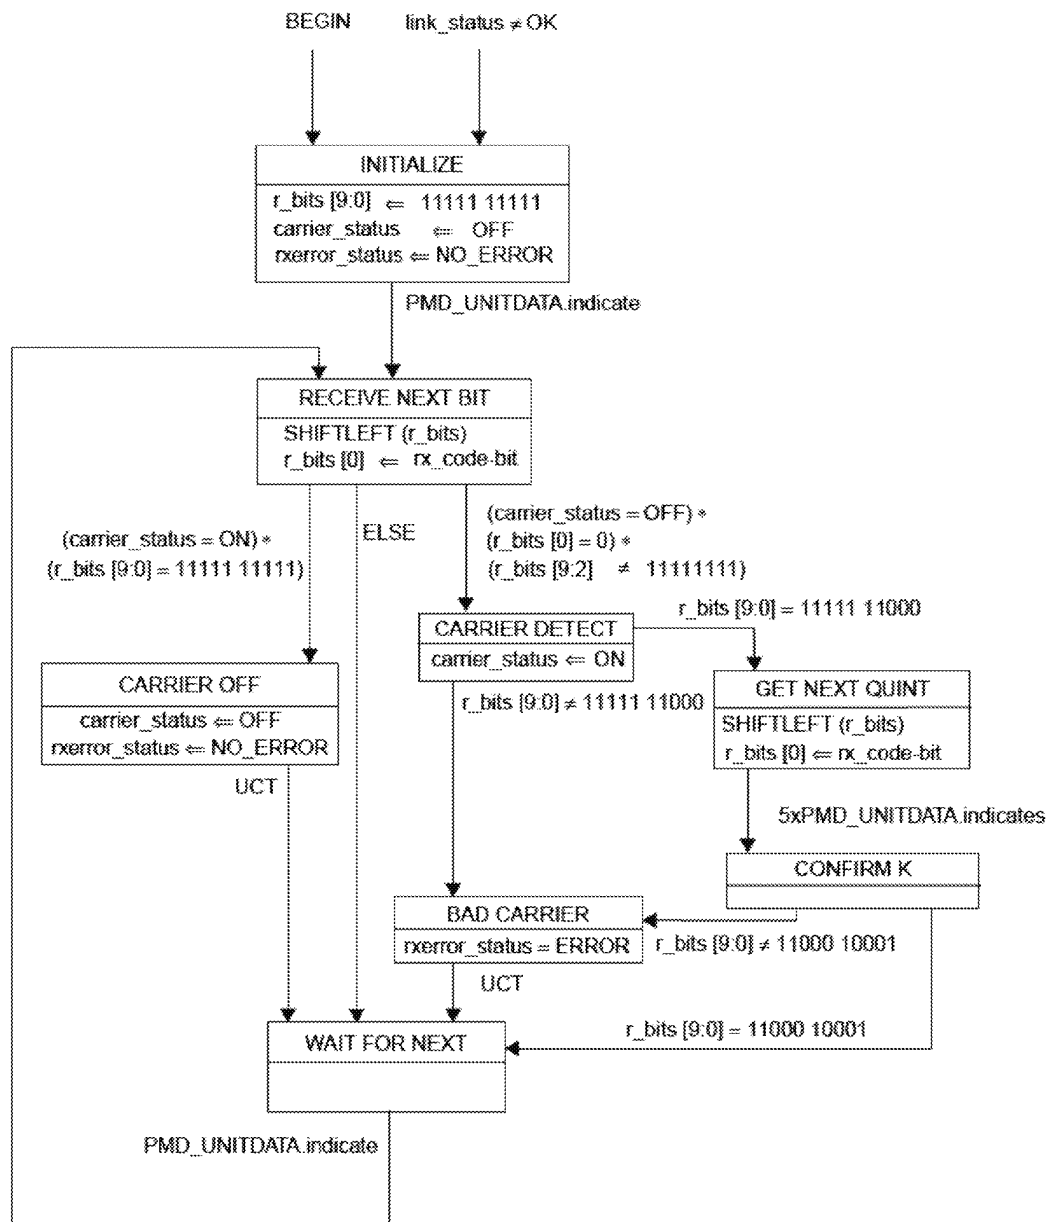 BEGIN
link_status ≠ OK
INITIALIZE
r_bits [9:0] ⇐ 11111 11111
carrier_status ⇐ OFF
rxerror_status ⇐ NO_ERROR
PMD_UNITDATA.indicate
RECEIVE NEXT BIT
SHIFTLEFT (r_bits)
r_bits [0] ⇐ rx_code-bit
(carrier_status = ON) *
(r_bits [9:0] = 11111 11111)
ELSE
(carrier_status = OFF) *
(r_bits [0] = 0) *
(r_bits [9:2] ≠ 11111111)
CARRIER DETECT
carrier_status ⇐ ON
r_bits [9:0] = 11111 11000
CARRIER OFF
carrier_status ⇐ OFF
rxerror_status ⇐ NO_ERROR
UCT
r_bits [9:0] ≠ 11111 11000
GET NEXT QUINT
SHIFTLEFT (r_bits)
r_bits [0] ⇐ rx_code-bit
5xPMD_UNITDATA.indicates
CONFIRM K
BAD CARRIER
rxerror_status = ERROR
r_bits [9:0] ≠ 11000 10001
UCT
r_bits [9:0] = 11000 10001
WAIT FOR NEXT
PMD_UNITDATA.indicate